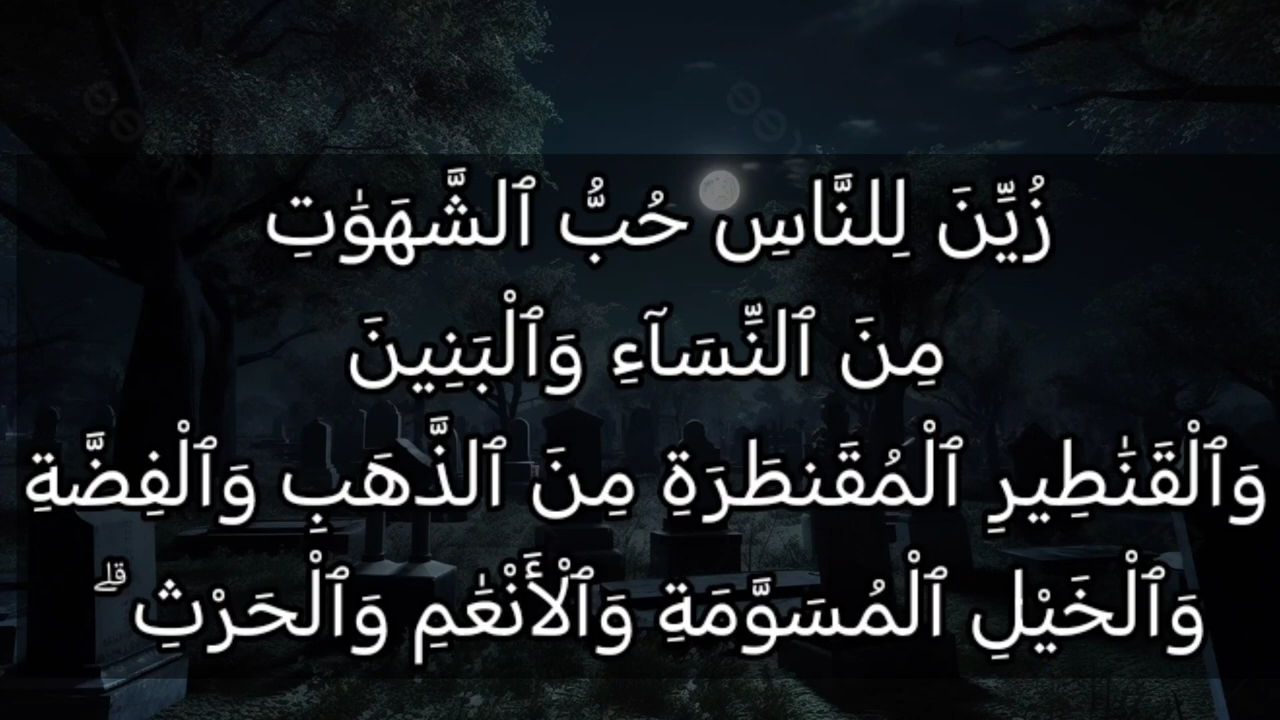 زُيِّنَ لِلنَّاسِ حُبُّ ٱلشَّهَوَٰتِ
مِنَ ٱلنِّسَآءِ وَٱلْبَنِينَ
وَٱلْقَنَٰطِيرِ ٱلْمُقَنطَرَةِ مِنَ ٱلذَّهَبِ وَٱلْفِضَّةِ
وَٱلْخَيْلِ ٱلْمُسَوَّمَةِ وَٱلْأَنْعَٰمِ وَٱلْحَرْثِ ۗ